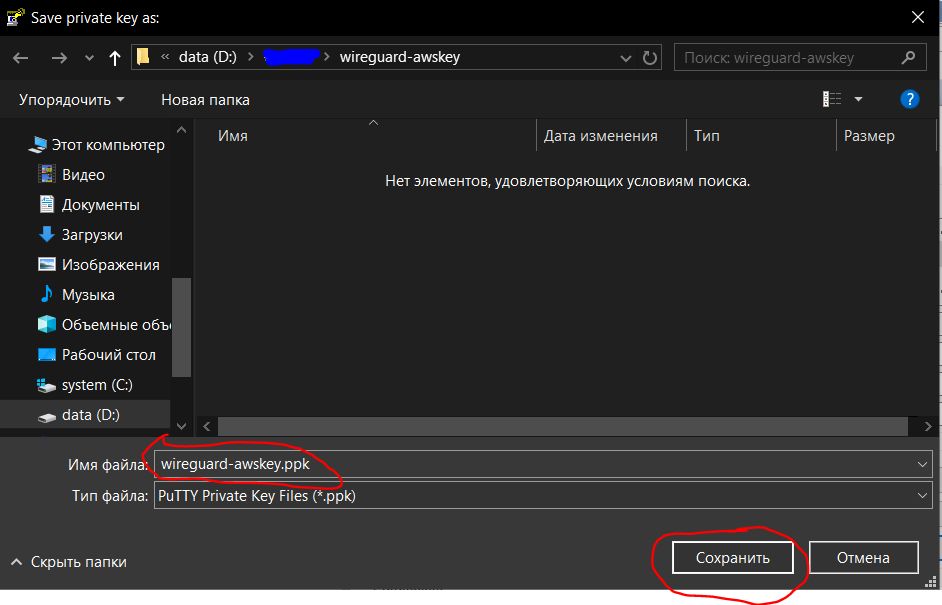 Save private key as:
« data (D:) > > wireguard-awskey
Поиск: wireguard-awskey
Упорядочить
Новая папка
?
Имя
Дата изменения
Тип
Размер
Нет элементов, удовлетворяющих условиям поиска.
Этот компьютер
Видео
Документы
Загрузки
Изображения
Музыка
Объемные объ
Рабочий стол
system (C:)
data (D:)
Имя файла: wireguard-awskey.ppk
Тип файла: PuTTY Private Key Files (*.ppk)
Скрыть папки
Сохранить
Отмена